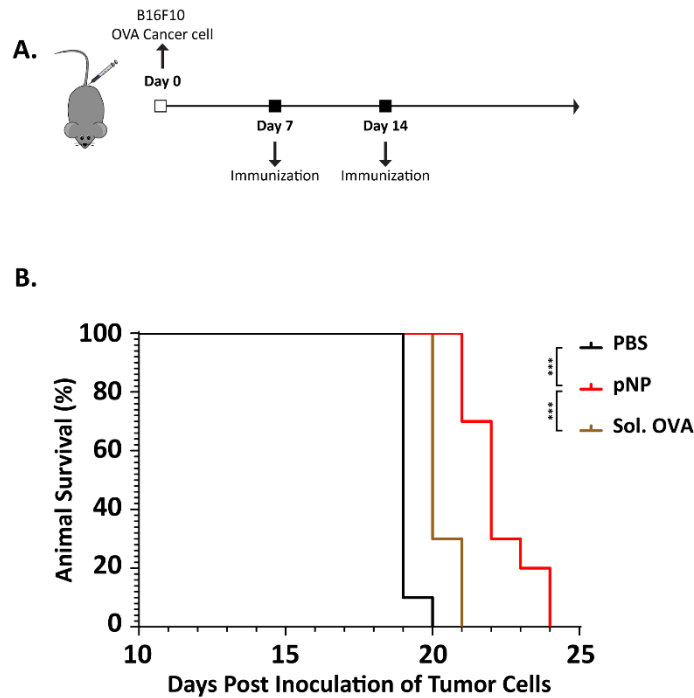 A.
B16F10
OVA Cancer cell
Day 0
Day 7
Day 14
Immunization
Immunization
B.
100
80
60
40
20
0
Animal Survival (%)
10
15
20
25
Days Post Inoculation of Tumor Cells
PBS
***
pNP
***
Sol. OVA